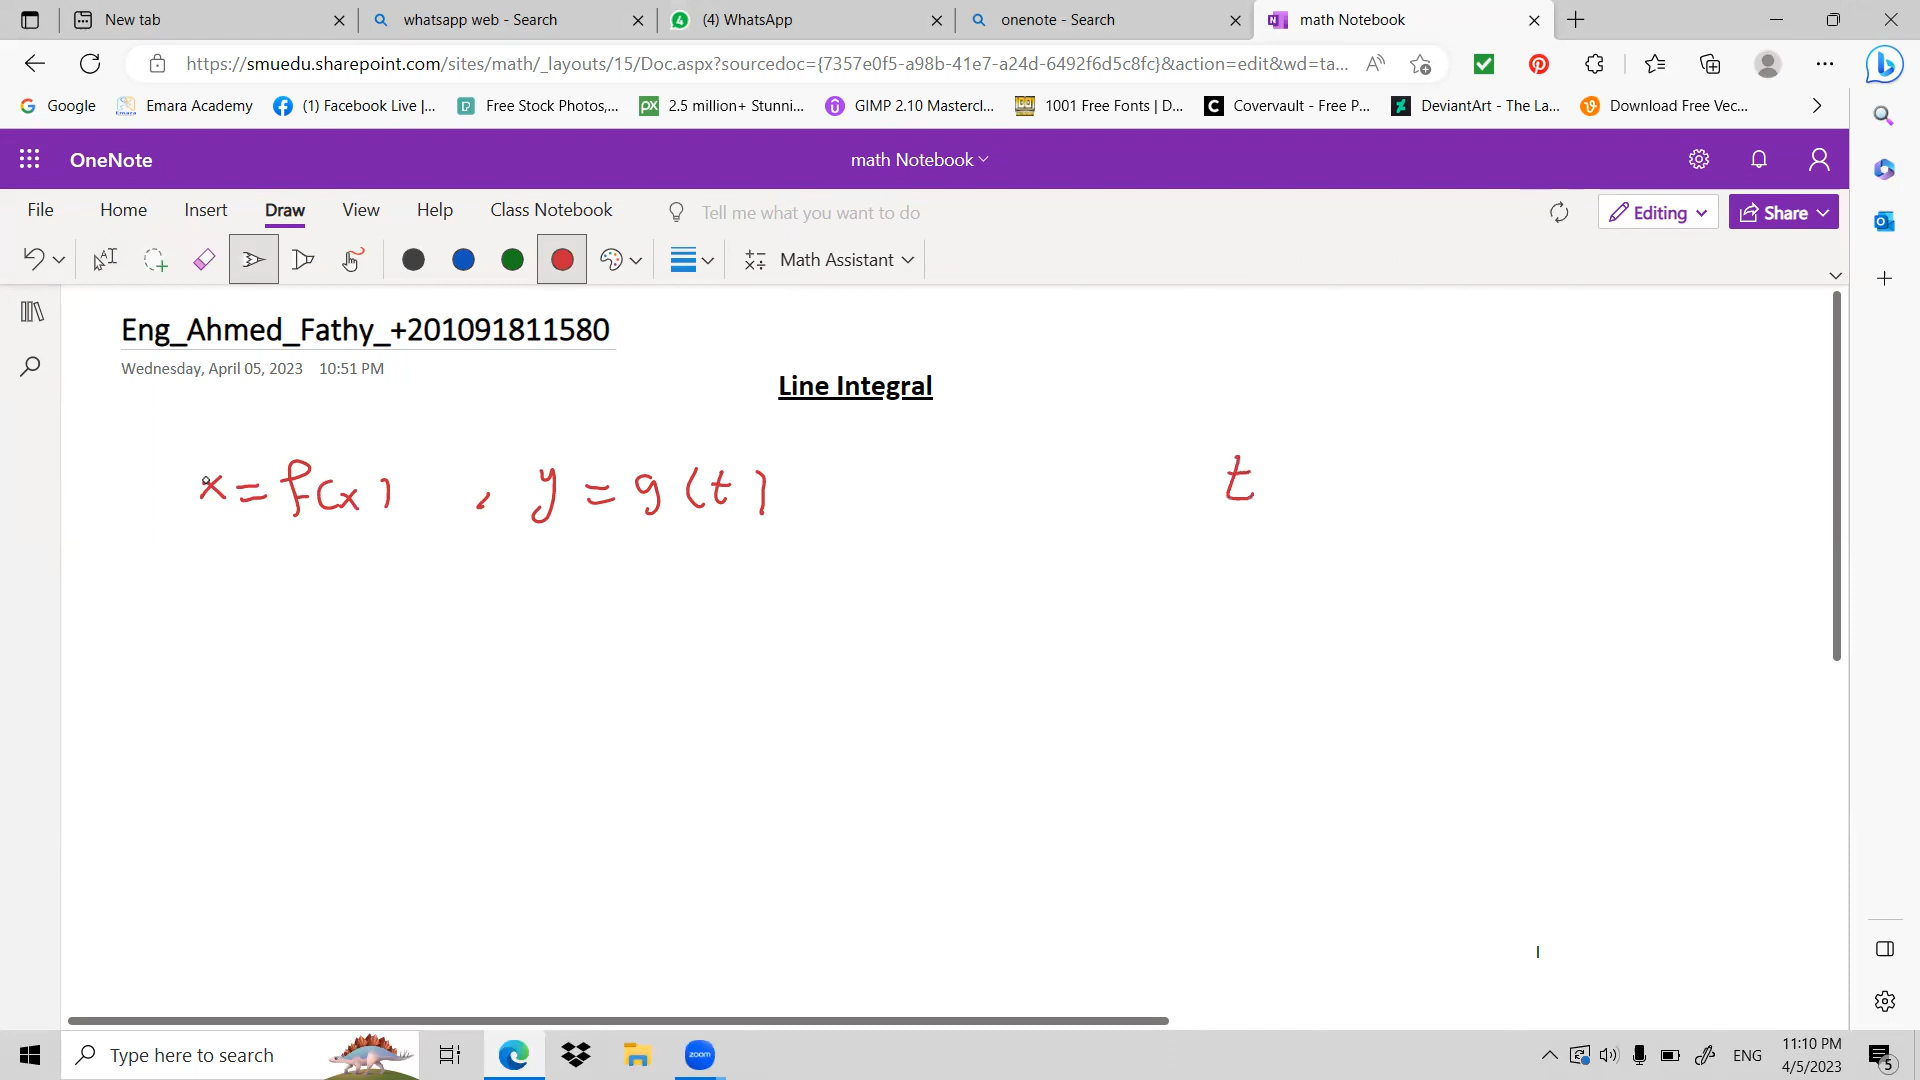 New tab
whatsapp web - Search
(4) WhatsApp
onenote - Search
math Notebook
https://smuedu.sharepoint.com/sites/math/_layouts/15/Doc.aspx?sourcedoc={7357e0f5-a98b-41e7-a24d-6492f6d5c8fc}&action=edit&wd=ta...
Google
Emara Academy
(1) Facebook Live |...
Free Stock Photos,...
2.5 million+ Stunni...
GIMP 2.10 Mastercl...
1001 Free Fonts | D...
Covervault - Free P...
DeviantArt - The La...
Download Free Vec...
OneNote
math Notebook
File Home Insert Draw View Help Class Notebook
Tell me what you want to do
Editing
Share
Math Assistant
Eng_Ahmed_Fathy_+201091811580
Wednesday, April 05, 2023 10:51 PM
Line Integral
x = f(x) , y = g(t) t
Type here to search
zoom
ENG
11:10 PM
4/5/2023
5